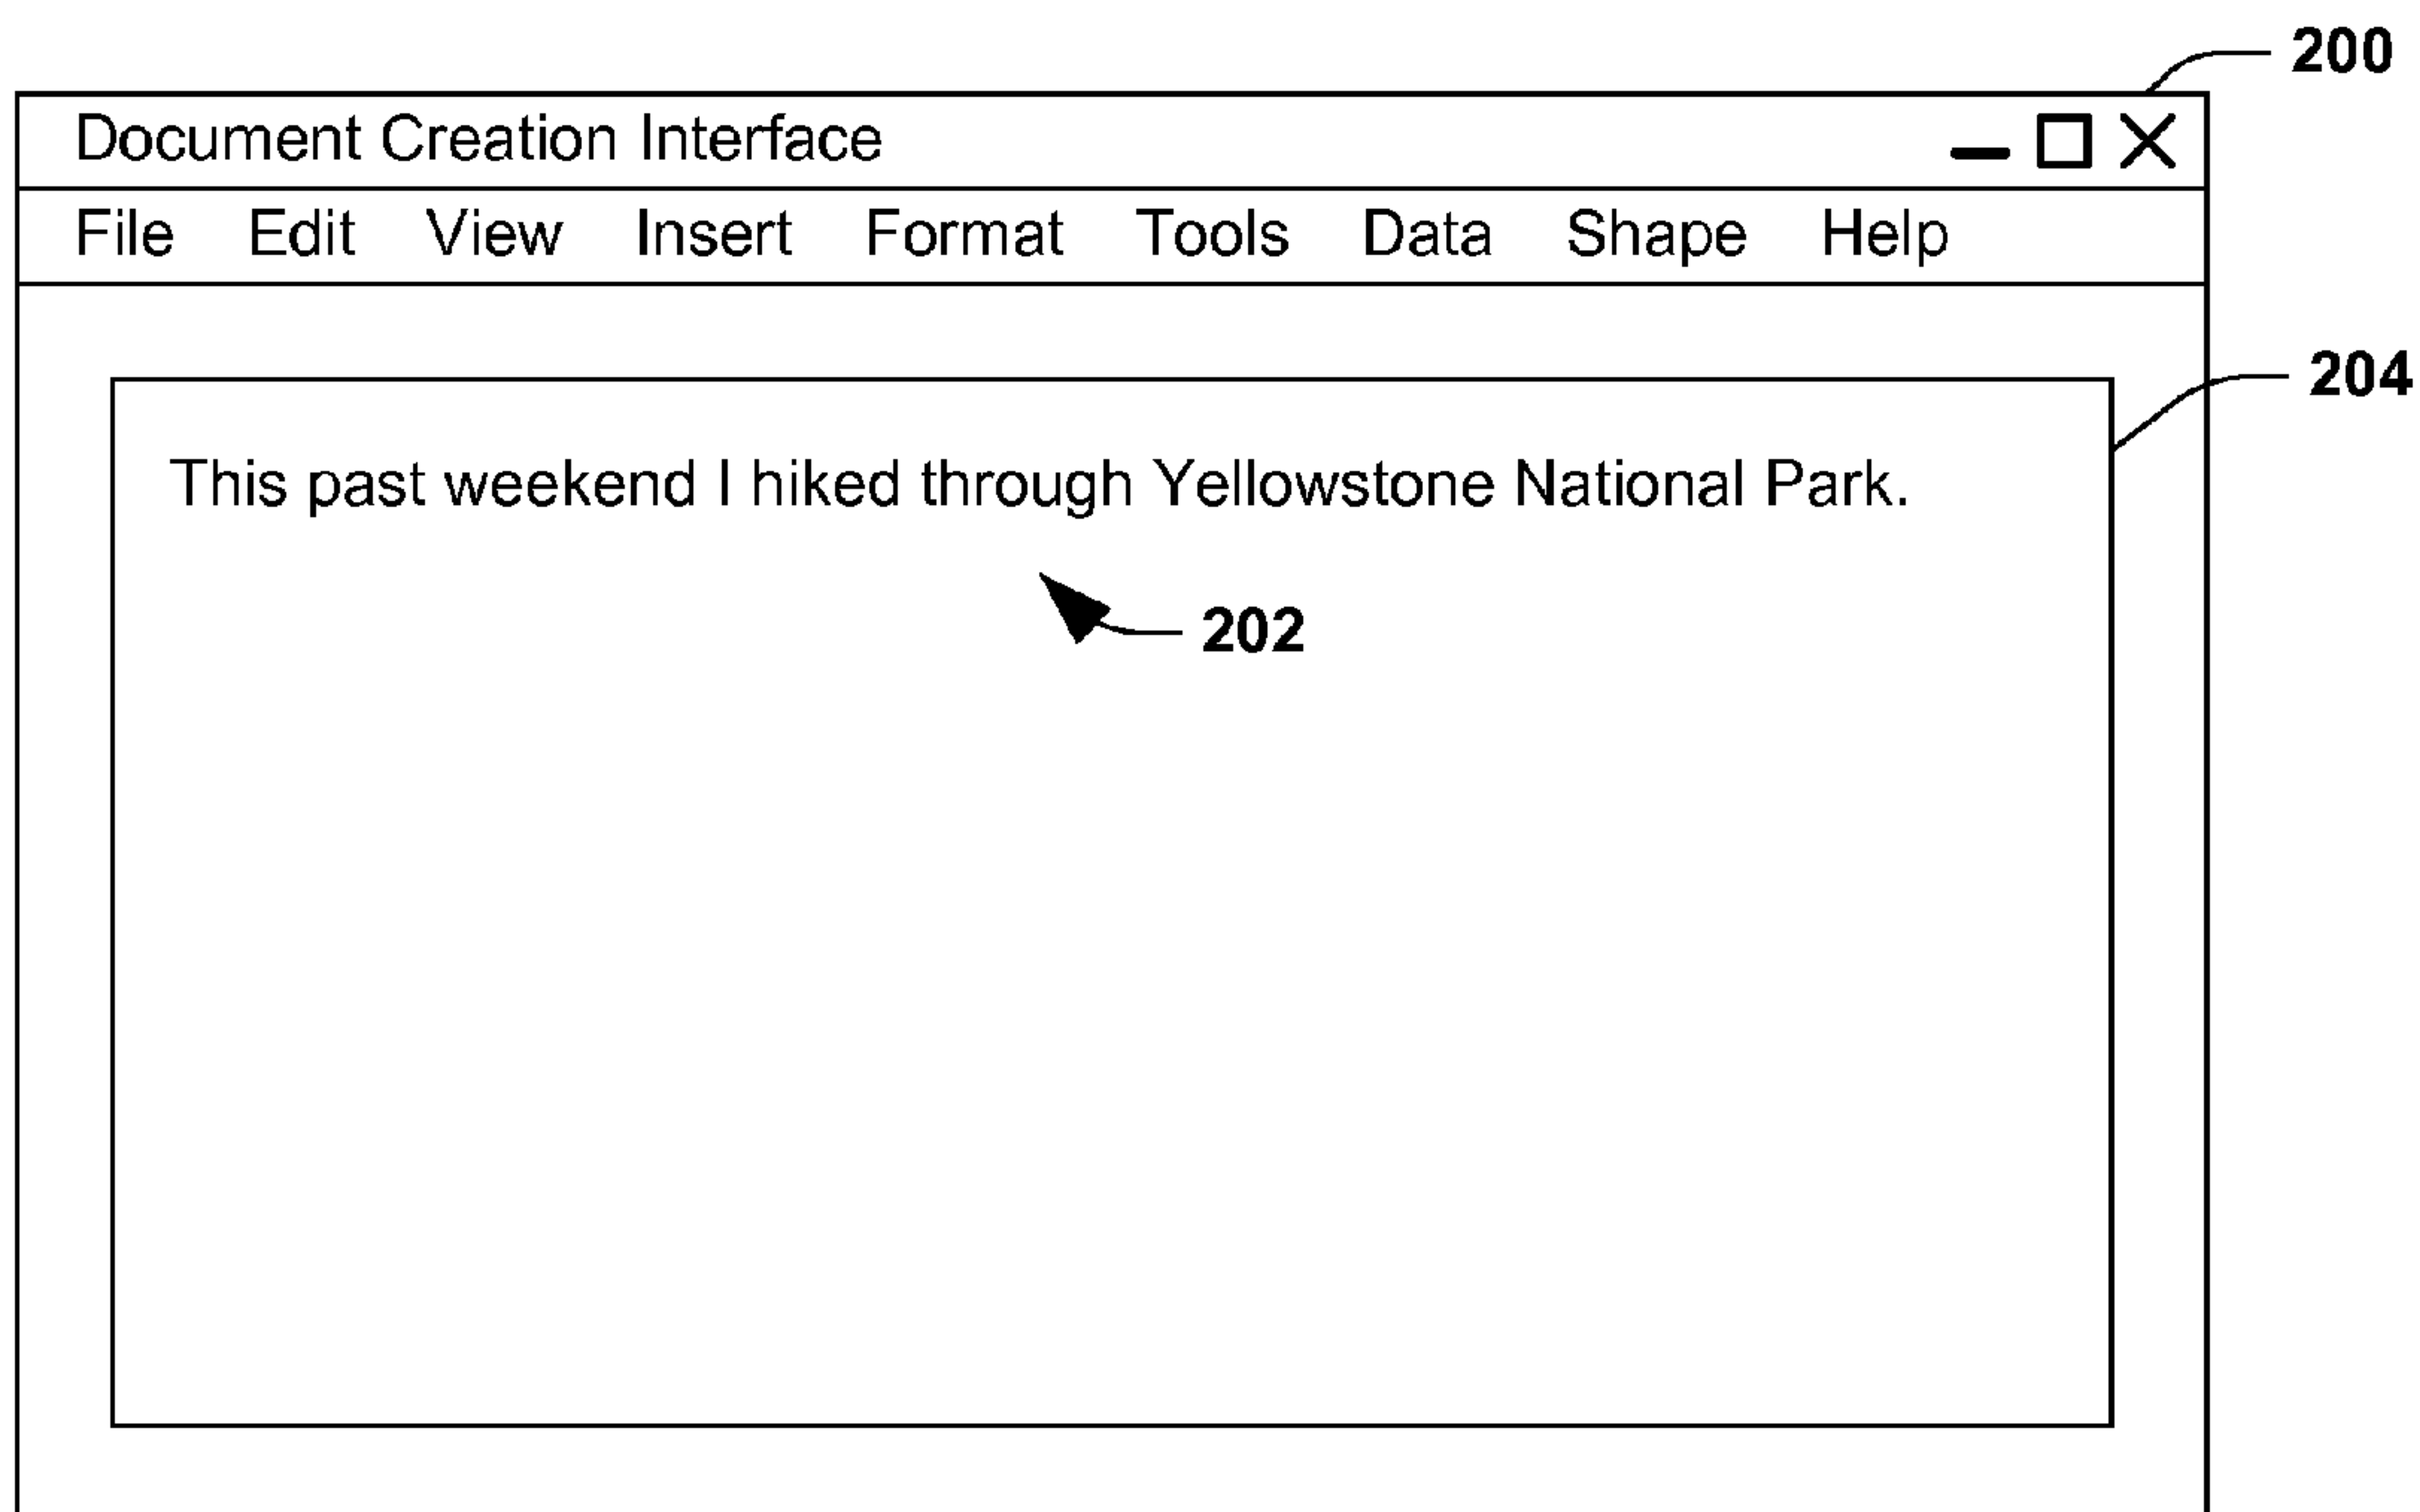 200
Document Creation Interface
File Edit View Insert Format Tools Data Shape Help
204
This past weekend I hiked through Yellowstone National Park.
202